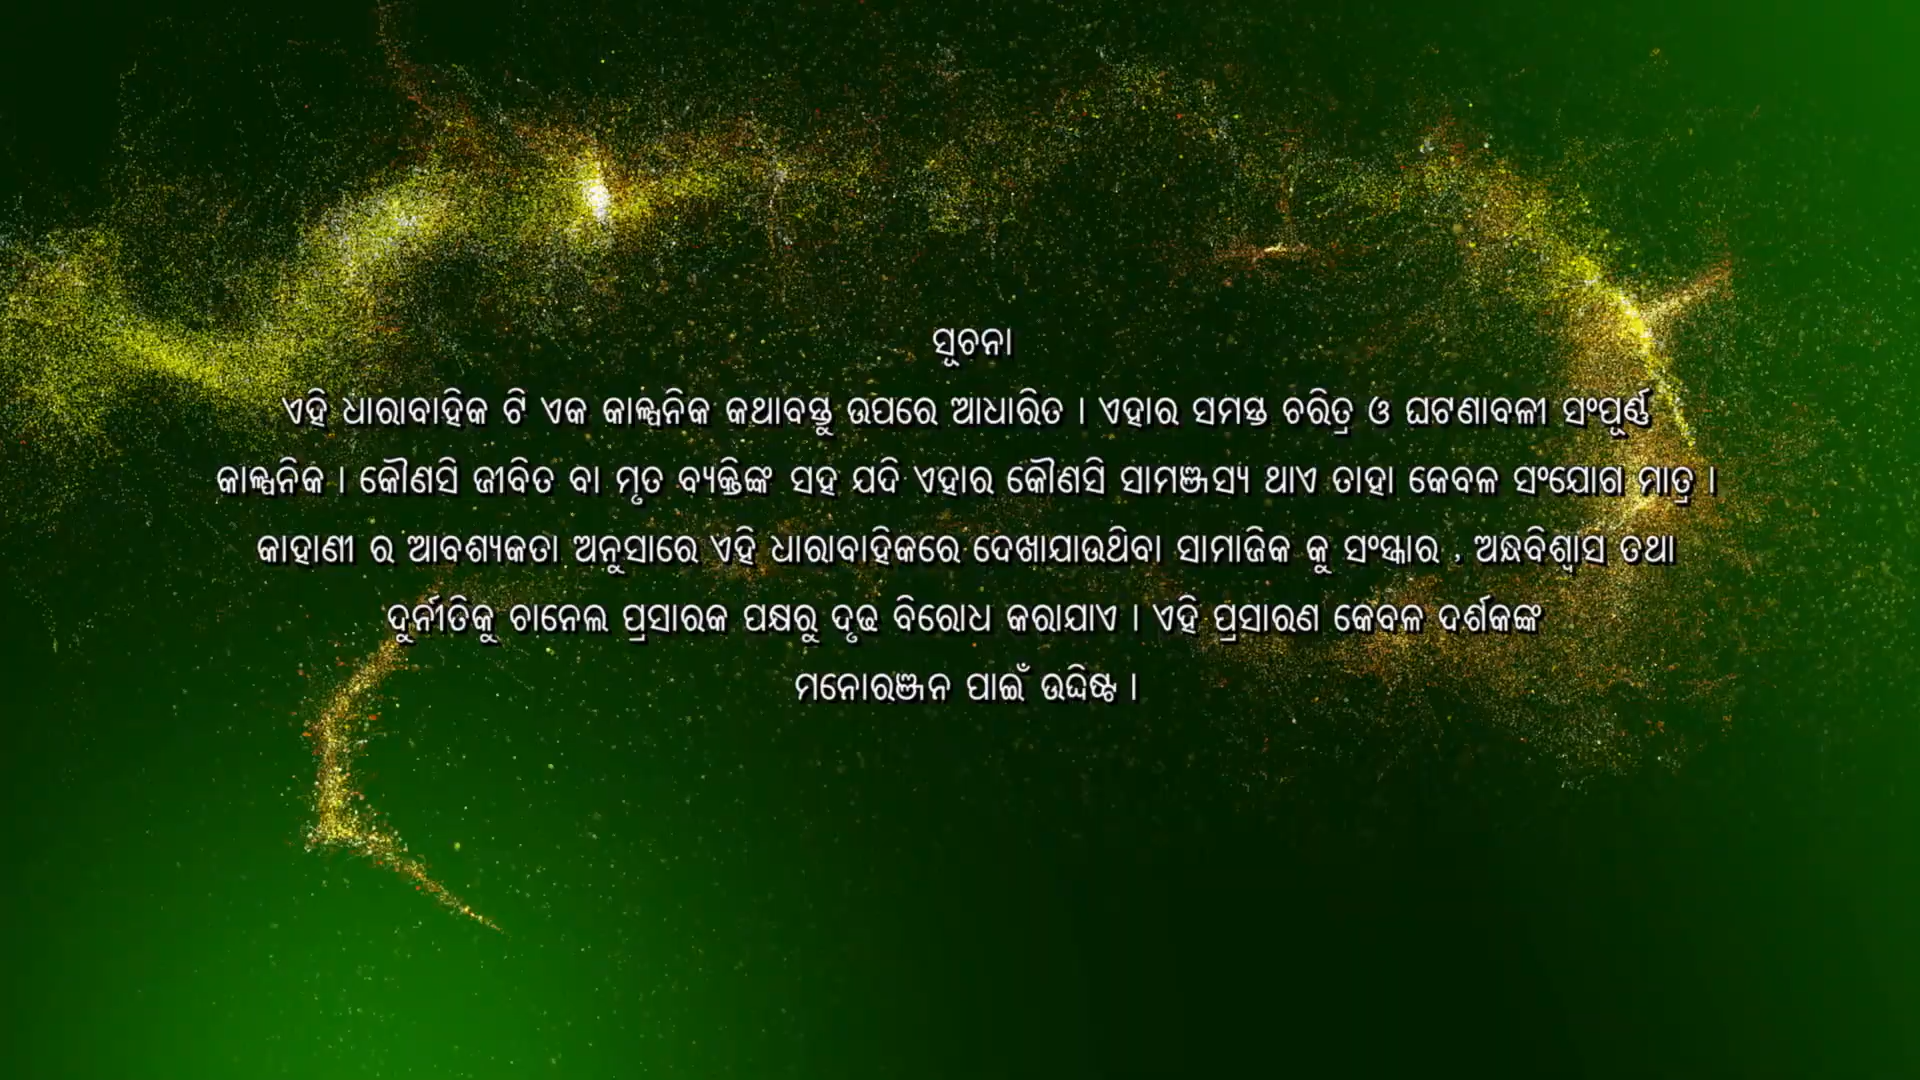 ସୂଚନା
ଏହି ଧାରାବାହିକ ଟି ଏକ କାଳ୍ପନିକ କଥାବସ୍ତୁ ଉପରେ ଆଧାରିତ । ଏହାର ସମସ୍ତ ଚରିତ୍ର ଓ ଘଟଣାବଳୀ ସଂପୂର୍ଣ୍ଣ
କାଳ୍ପନିକ । କୌଣସି ଜୀବିତ ବା ମୃତ ବ୍ୟକ୍ତିଙ୍କ ସହ ଯଦି ଏହାର କୌଣସି ସାମଞ୍ଜସ୍ୟ ଥାଏ ତାହା କେବଳ ସଂଯୋଗ ମାତ୍ର ।
କାହାଣୀ ର ଆବଶ୍ୟକତା ଅନୁସାରେ ଏହି ଧାରାବାହିକରେ ଦେଖାଯାଉଥିବା ସାମାଜିକ କୁ ସଂସ୍କାର , ଅନ୍ଧବିଶ୍ୱାସ ତଥା
ଦୁର୍ନୀତିକୁ ଚାନେଲ ପ୍ରସାରକ ପକ୍ଷରୁ ଦୃଢ ବିରୋଧ କରାଯାଏ । ଏହି ପ୍ରସାରଣ କେବଳ ଦର୍ଶକଙ୍କ
ମନୋରଞ୍ଜନ ପାଇଁ ଉଦ୍ଦିଷ୍ଟ ।